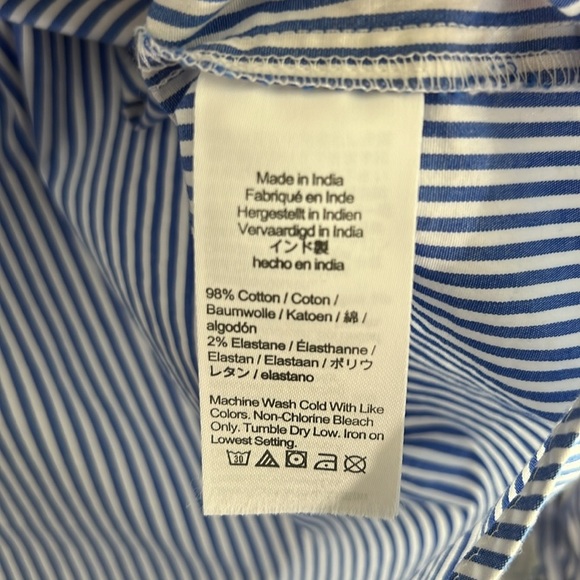 Made in India
Fabriqué en Inde
Hergestellt in Indien
Vervaardigd in India
インド製
hecho en india
98% Cotton / Coton /
Baumwolle / Katoen / 綿 /
algodón
2% Elastane / Élasthanne /
Elastan / Elastaan / ポリウ
レタン / elastano
Machine Wash Cold With Like
Colors. Non-Chlorine Bleach
Only. Tumble Dry Low. Iron on
Lowest Setting.
30